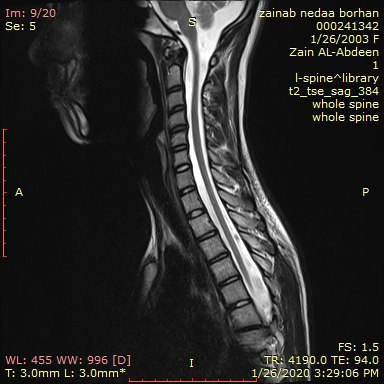 Im: 9/20
Se: 5
zainab nedaa borhan
000241342
1/26/2003 F
Zain AL-Abdeen
1
l-spine^library
t2_tse_sag_384
whole spine
whole spine
S
A
P
I
WL: 455 WW: 996 [D]
T: 3.0mm L: 3.0mm*
FS: 1.5
TR: 4190.0 TE: 94.0
1/26/2020 3:29:06 PM